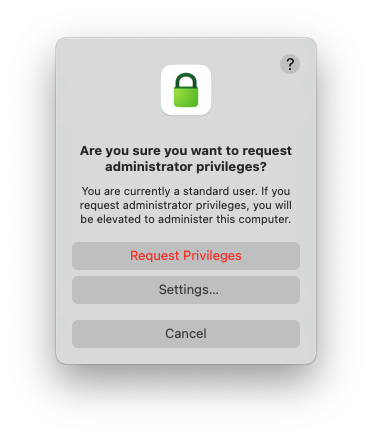 ?
Are you sure you want to request
administrator privileges?
You are currently a standard user. If you
request administrator privileges, you will
be elevated to administer this computer.
Request Privileges
Settings...
Cancel